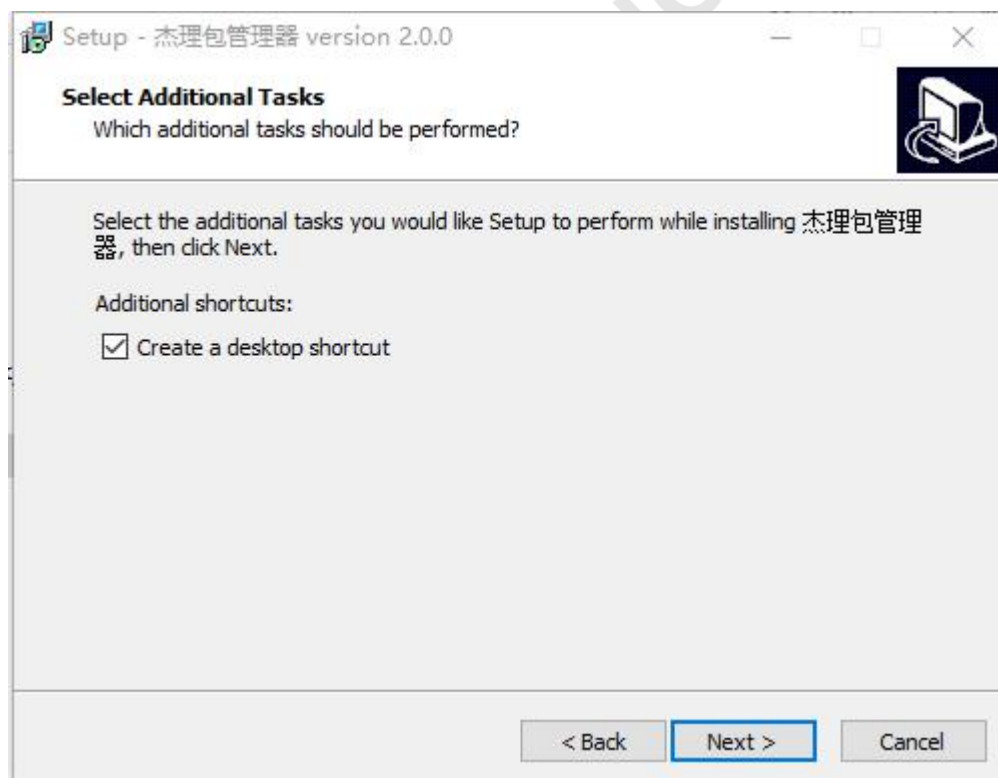 Setup - 杰理包管理器 version 2.0.0
Select Additional Tasks
Which additional tasks should be performed?
Select the additional tasks you would like Setup to perform while installing 杰理包管理
器, then click Next.
Additional shortcuts:
Create a desktop shortcut
< Back
Next >
Cancel